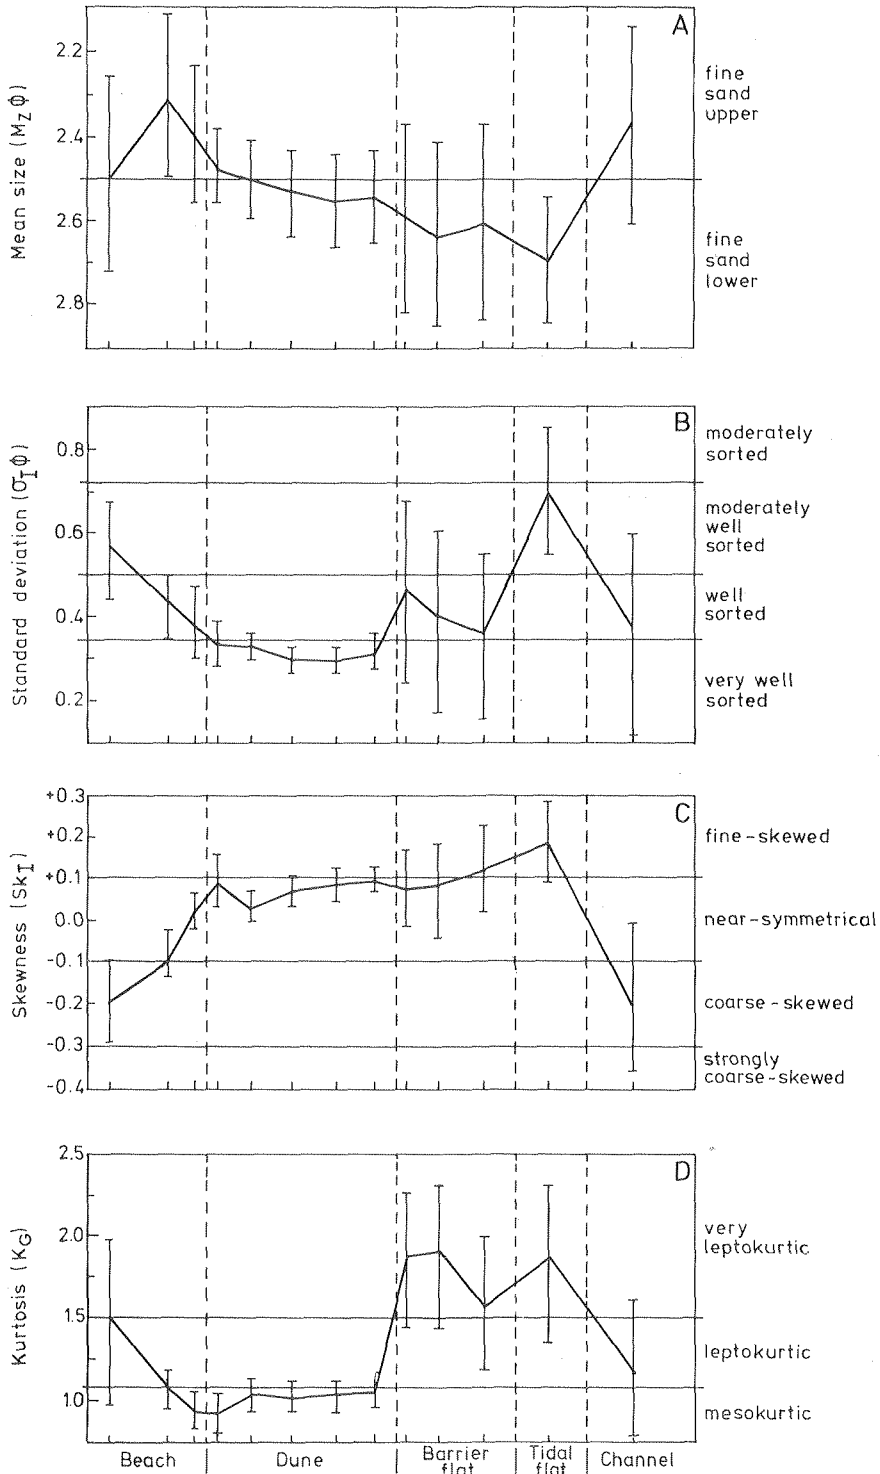 A
2.2
2.4
2.6
2.8
Mean size (MZϕ)
fine
sand
upper
fine
sand
lower
B
0.8
0.6
0.4
0.2
Standard deviation (σIϕ)
moderately
sorted
moderately
well
sorted
well
sorted
very well
sorted
C
+0.3
+0.2
+0.1
0.0
-0.1
-0.2
-0.3
-0.4
Skewness (SkI)
fine-skewed
near-symmetrical
coarse-skewed
strongly
coarse-skewed
D
2.5
2.0
1.5
1.0
Kurtosis (KG)
very
leptokurtic
leptokurtic
mesokurtic
Beach
Dune
Barrier
flat
Tidal
flat
Channel